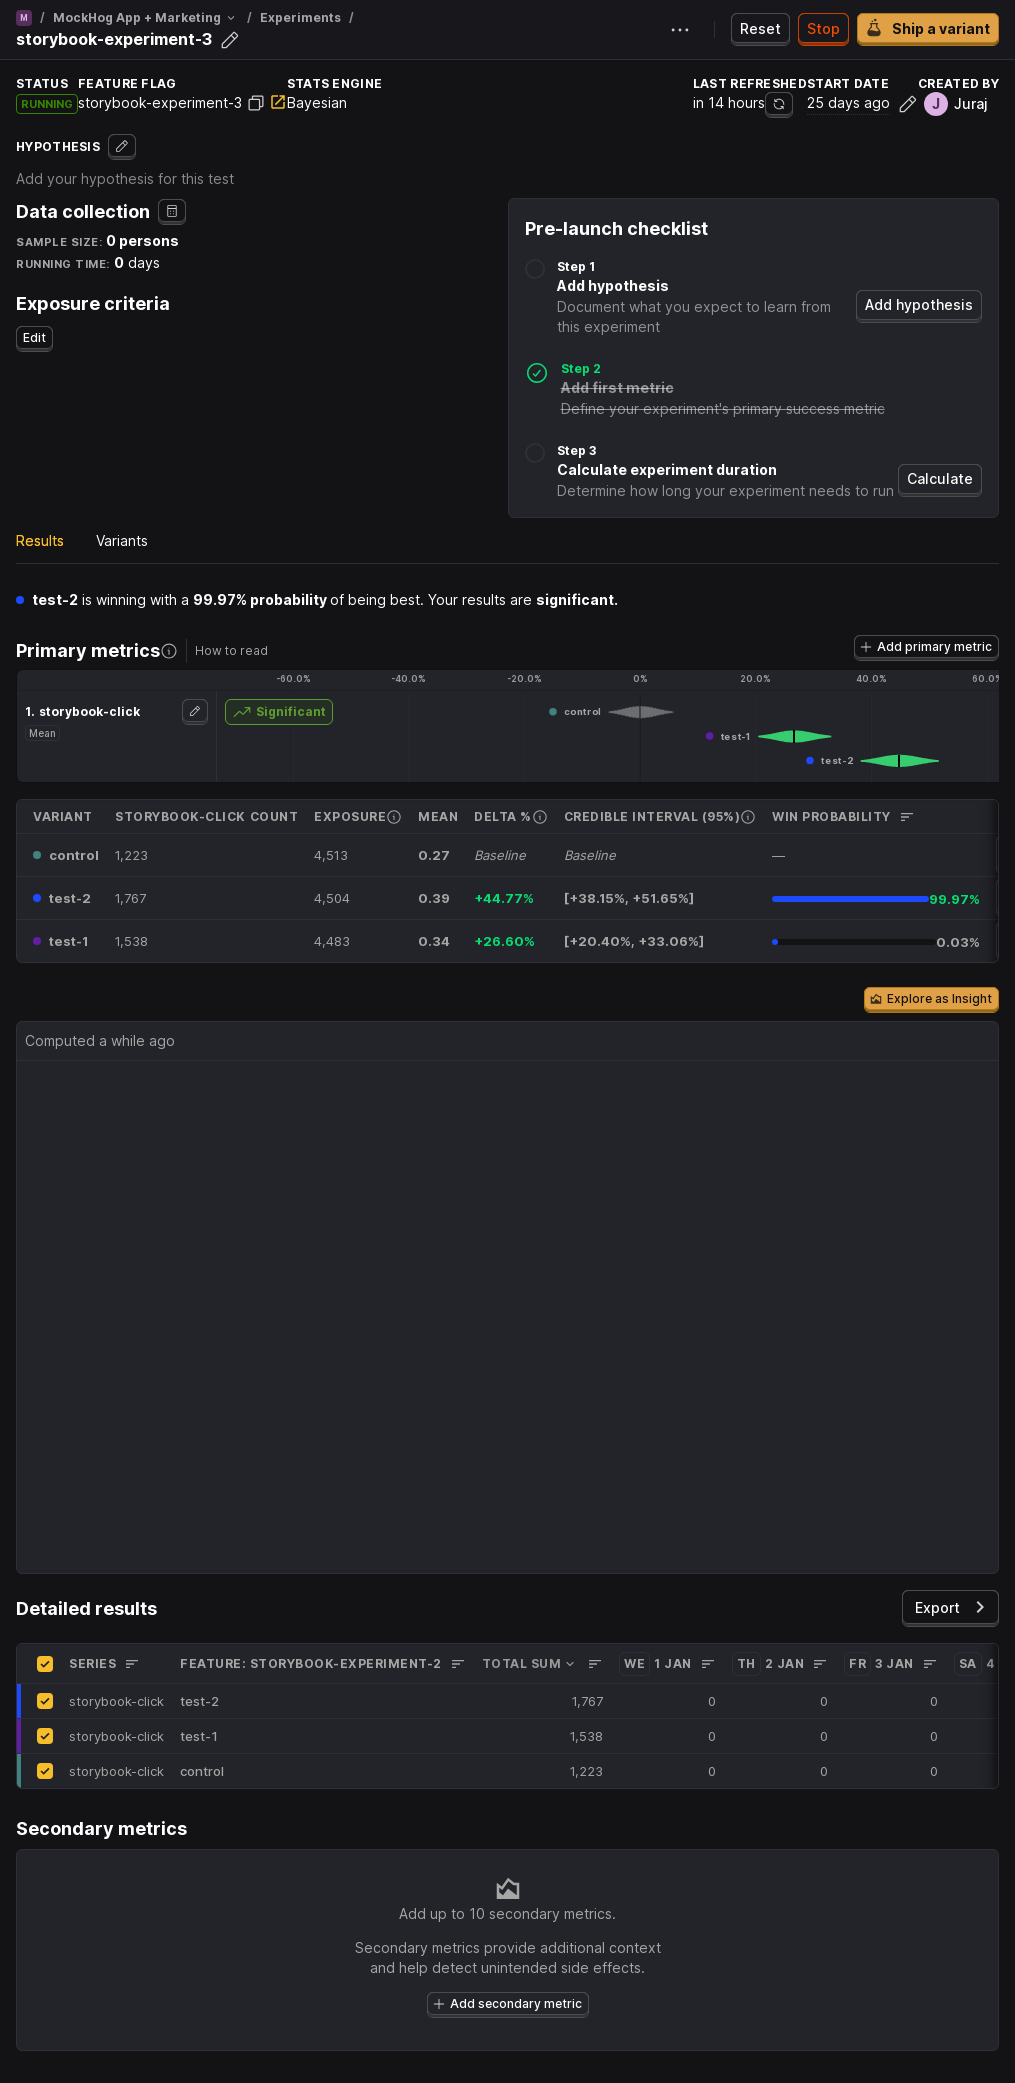 M / MockHog App + Marketing / Experiments /
storybook-experiment-3
Reset Stop Ship a variant
STATUS FEATURE FLAG STATS ENGINE LAST REFRESHED START DATE CREATED BY
RUNNING storybook-experiment-3 Bayesian in 14 hours 25 days ago J Juraj
HYPOTHESIS
Add your hypothesis for this test
Data collection
SAMPLE SIZE: 0 persons
RUNNING TIME: 0 days
Exposure criteria
Edit
Pre-launch checklist
Step 1
Add hypothesis
Document what you expect to learn from
this experiment
Add hypothesis
Step 2
Add first metric
Define your experiment's primary success metric
Step 3
Calculate experiment duration
Determine how long your experiment needs to run
Calculate
Results Variants
test-2 is winning with a 99.97% probability of being best. Your results are significant.
Primary metrics How to read
Add primary metric
-60.0% -40.0% -20.0% 0% 20.0% 40.0% 60.0%
1. storybook-click
Mean
Significant
control
test-1
test-2
VARIANT STORYBOOK-CLICK COUNT EXPOSURE MEAN DELTA % CREDIBLE INTERVAL (95%) WIN PROBABILITY
control 1,223 4,513 0.27 Baseline Baseline —
test-2 1,767 4,504 0.39 +44.77% [+38.15%, +51.65%] 99.97%
test-1 1,538 4,483 0.34 +26.60% [+20.40%, +33.06%] 0.03%
Explore as Insight
Computed a while ago
Detailed results
Export
SERIES FEATURE: STORYBOOK-EXPERIMENT-2 TOTAL SUM WE 1 JAN TH 2 JAN FR 3 JAN SA 4
storybook-click test-2 1,767 0 0 0
storybook-click test-1 1,538 0 0 0
storybook-click control 1,223 0 0 0
Secondary metrics
Add up to 10 secondary metrics.
Secondary metrics provide additional context
and help detect unintended side effects.
Add secondary metric